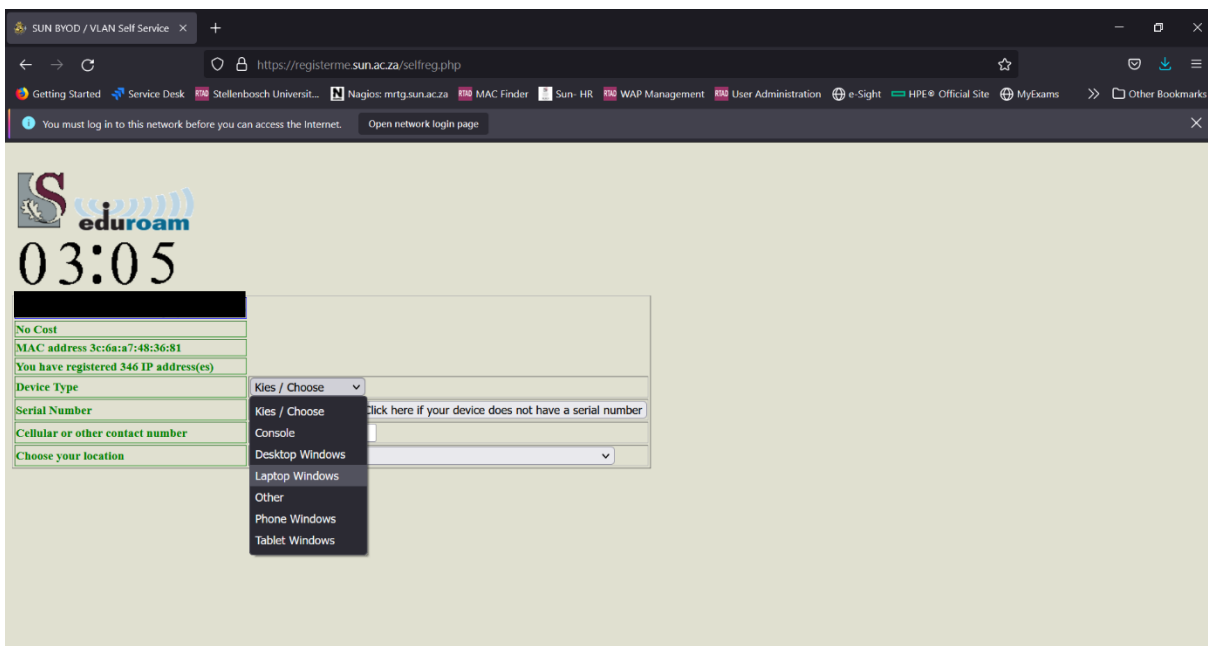 SUN BYOD / VLAN Self Service
https://registerme.sun.ac.za/selfreg.php
Getting Started Service Desk Stellenbosch Universit... Nagios: mrtg.sun.ac.za MAC Finder Sun- HR WAP Management User Administration e-Sight HPE® Official Site MyExams Other Bookmarks
You must log in to this network before you can access the Internet. Open network login page
S
eduroam
03:05
No Cost
MAC address 3c:6a:a7:48:36:81
You have registered 346 IP address(es)
Device Type Kies / Choose
Serial Number Click here if your device does not have a serial number
Cellular or other contact number
Choose your location
Kies / Choose
Console
Desktop Windows
Laptop Windows
Other
Phone Windows
Tablet Windows